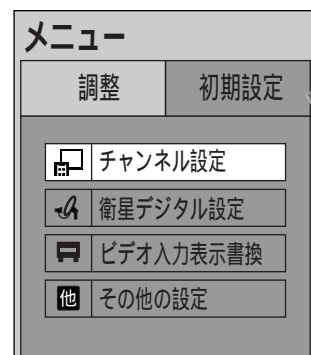 メニュー
調整 初期設定
チャンネル設定
衛星デジタル設定
ビデオ入力表示書換
他 その他の設定